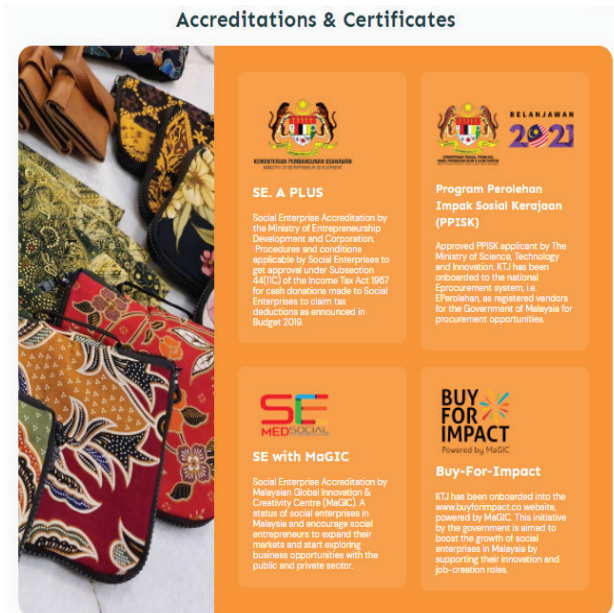 Accreditations & Certificates
KEMENTERIAN PEMBANGUNAN USAHAWAN
MINISTRY OF ENTREPRENEUR DEVELOPMENT
SE. A PLUS
Social Enterprise Accreditation by
the Ministry of Entrepreneurship
Development and Corporation.
Procedures and conditions
applicable by Social Enterprises to
get approval under Subsection
44(11C) of the Income Tax Act 1967
for cash donations made to Social
Enterprises to claim tax
deductions as announced in
Budget 2019.
BELANJAWAN
2021
Program Perolehan
Impak Sosial Kerajaan
(PPISK)
Approved PPISK applicant by The
Ministry of Science, Technology
and Innovation. KTJ has been
onboarded to the national
Eprocurement system, i.e.
EPerolehan, as registered vendors
for the Government of Malaysia for
procurement opportunities.
SE
MEDSOCIAL
SE with MaGIC
Social Enterprise Accreditation by
Malaysian Global Innovation &
Creativity Centre (MaGIC). A
status of social enterprises in
Malaysia and encourage social
entrepreneurs to expand their
markets and start exploring
business opportunities with the
public and private sector.
BUY
FOR
IMPACT
Powered by MaGIC
Buy-For-Impact
KTJ has been onboarded into the
www.buyforimpact.co website,
powered by MaGIC. This initiative
by the government is aimed to
boost the growth of social
enterprises in Malaysia by
supporting their innovation and
job-creation roles.